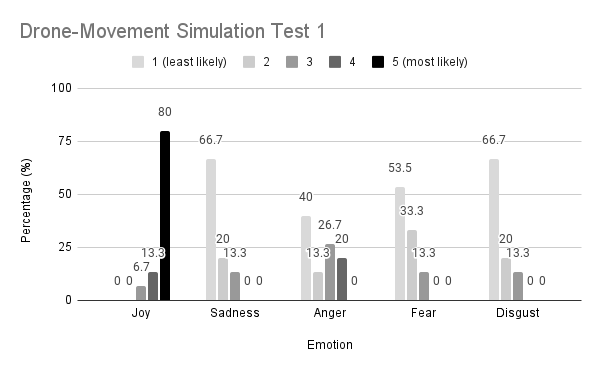 Drone-Movement Simulation Test 1
1 (least likely) 2 3 4 5 (most likely)
Percentage (%)
100
75
50
25
0
0 0 6.7 13.3 80
66.7 20 13.3 0 0
40 13.3 26.7 20 0
53.5 33.3 13.3 0 0
66.7 20 13.3 0 0
Joy Sadness Anger Fear Disgust
Emotion